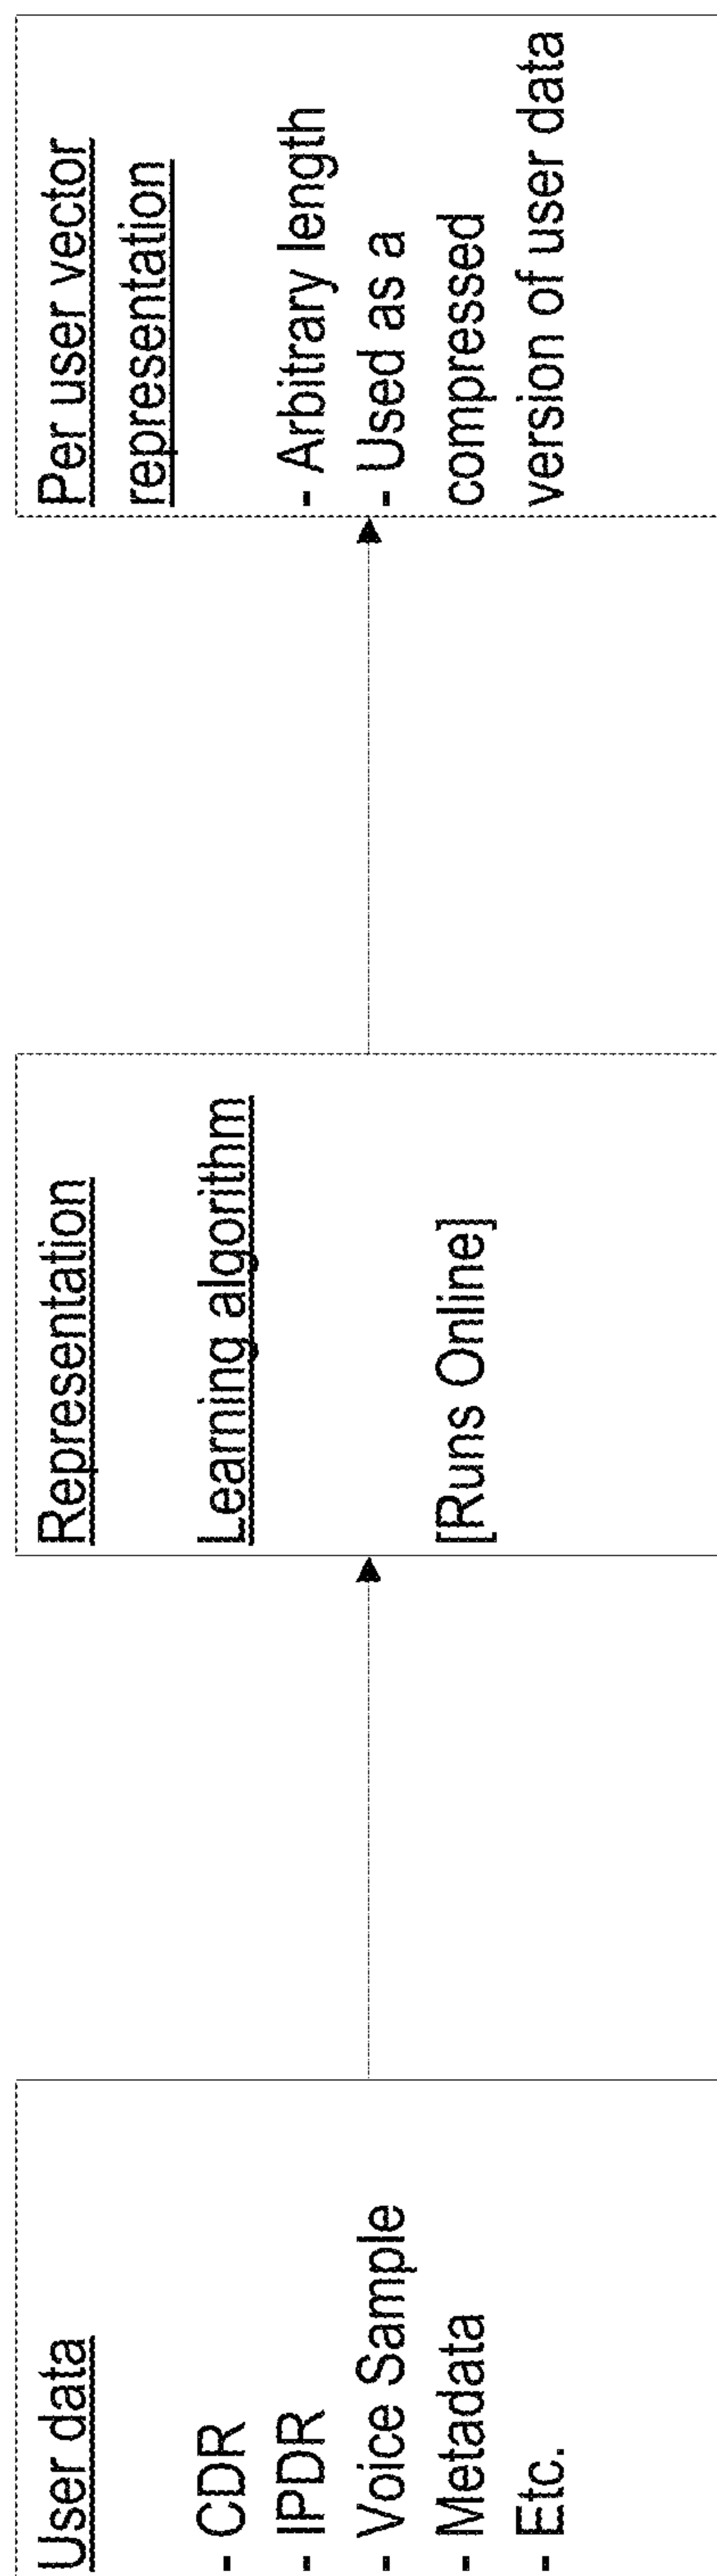 User data
- CDR
- IPDR
- Voice Sample
- Metadata
- Etc.
Representation
Learning algorithm
[Runs Online]
Per user vector
representation
- Arbitrary length
- Used as a
compressed
version of user data